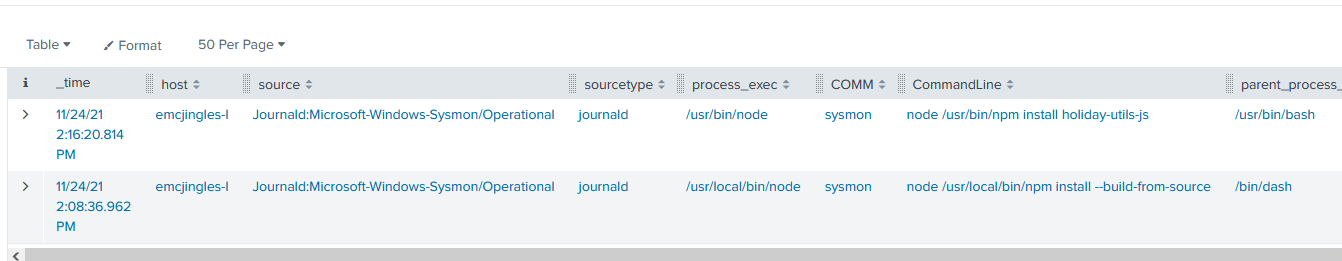 Table Format 50 Per Page
i _time host source sourcetype process_exec COMM CommandLine parent_process_
11/24/21 emcjingles-l Journald:Microsoft-Windows-Sysmon/Operational journald /usr/bin/node sysmon node /usr/bin/npm install holiday-utils-js /usr/bin/bash
2:16:20.814
PM
11/24/21 emcjingles-l Journald:Microsoft-Windows-Sysmon/Operational journald /usr/local/bin/node sysmon node /usr/local/bin/npm install --build-from-source /bin/dash
2:08:36.962
PM